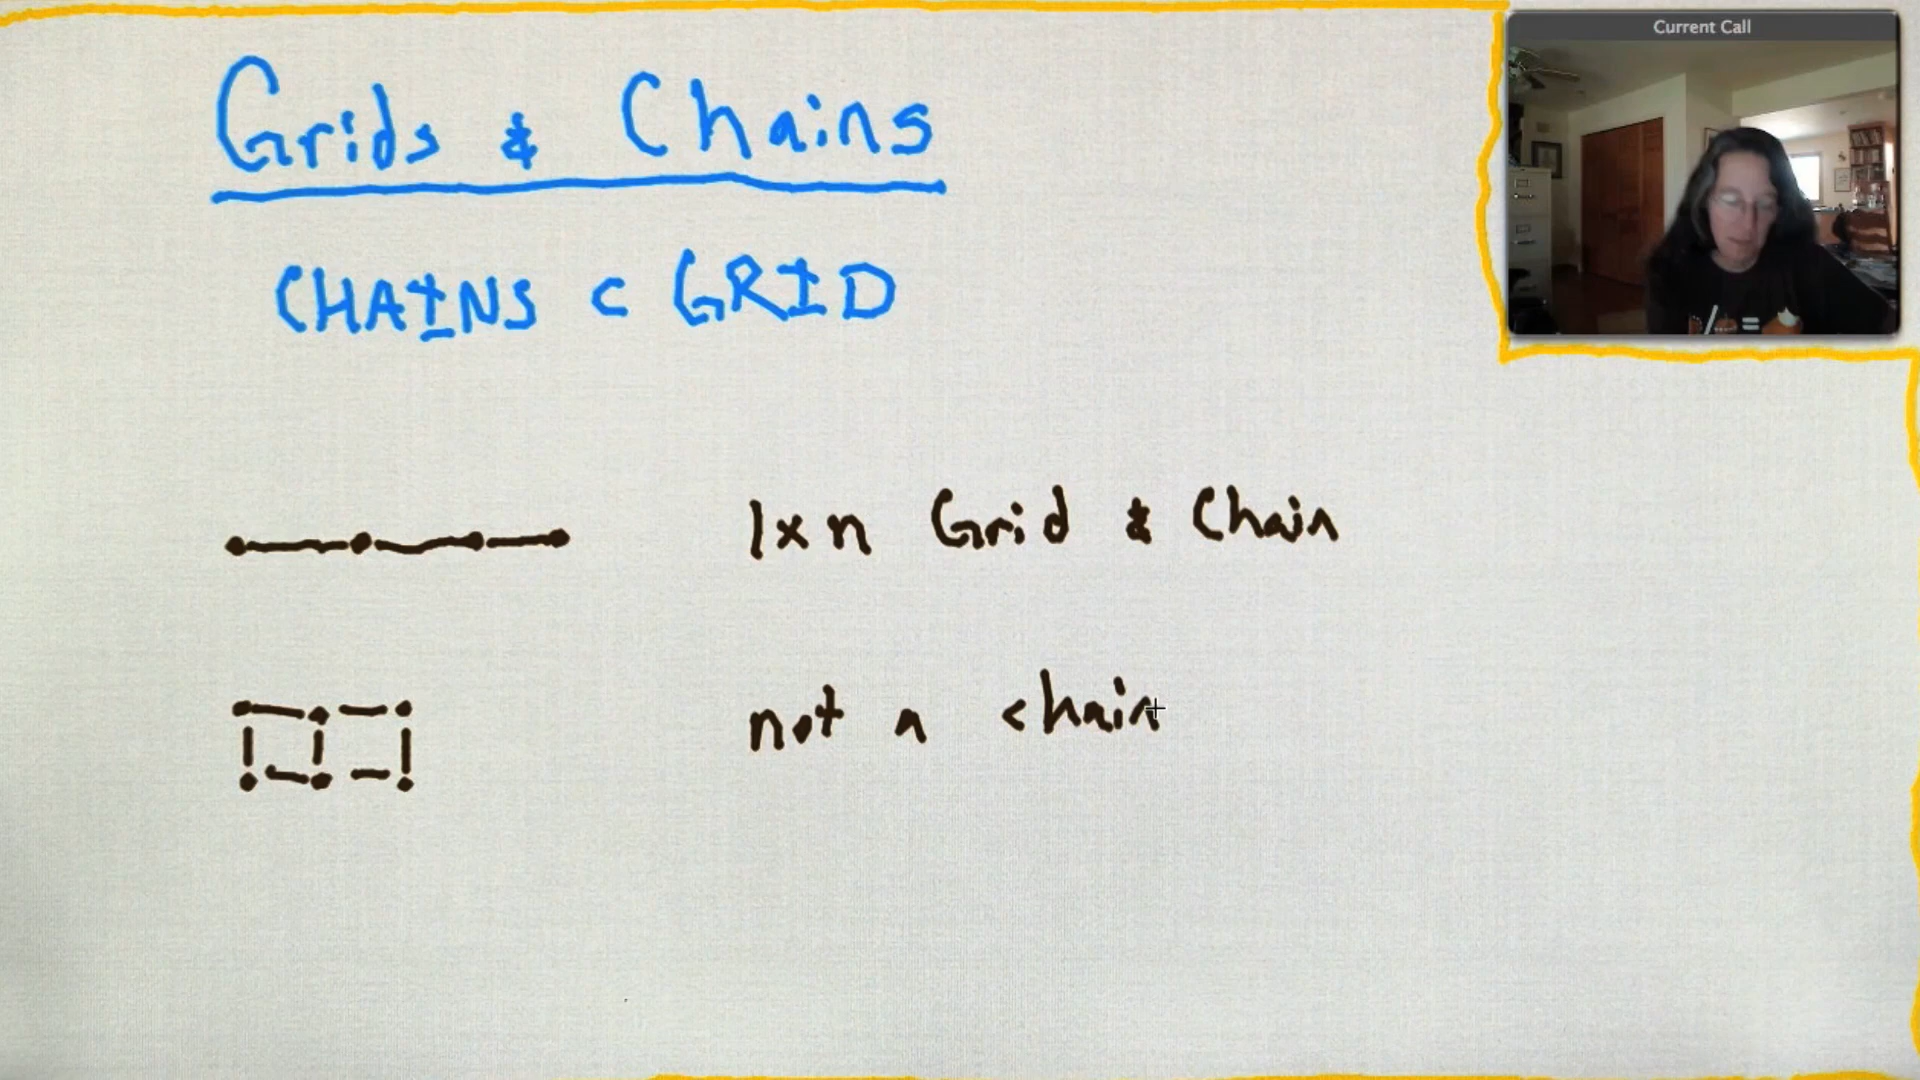 Current Call
Grids & Chains
CHAINS ⊂ GRID
1 × n Grid & Chain
not a chain